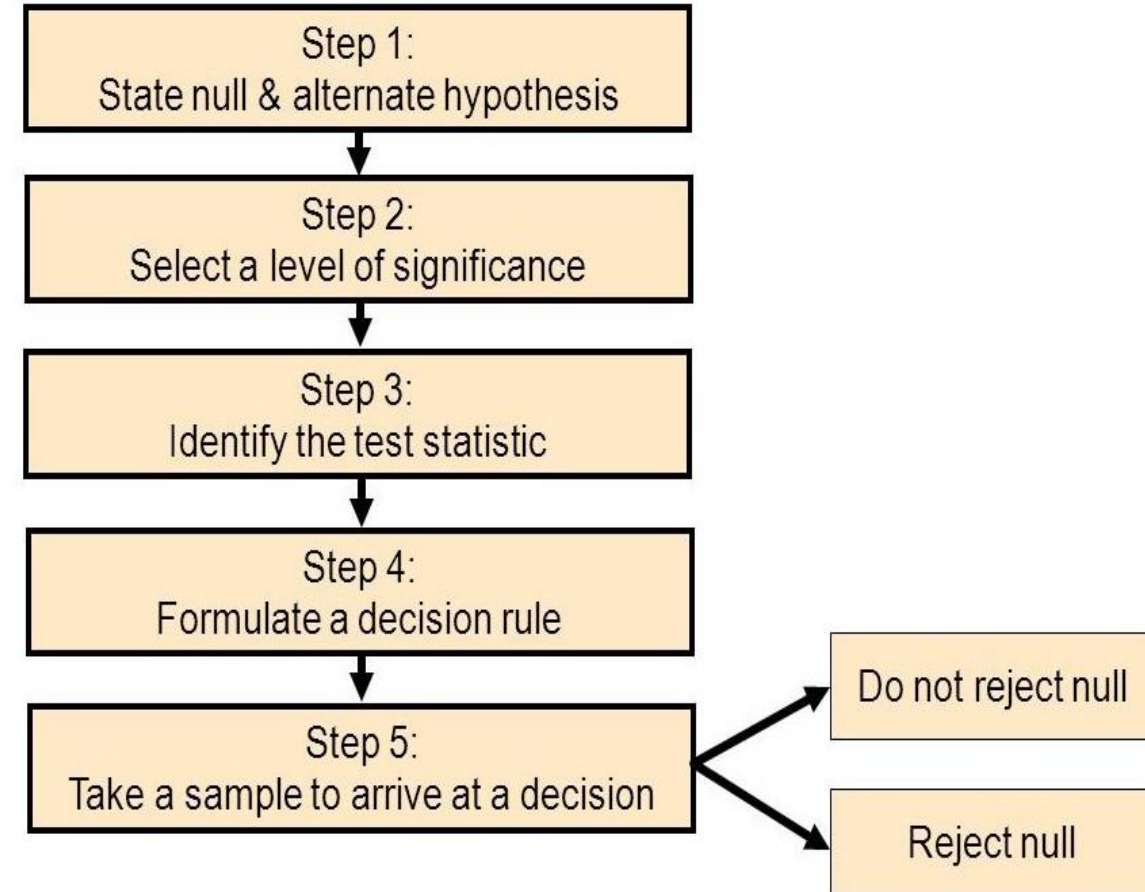 Step 1:
State null & alternate hypothesis
Step 2:
Select a level of significance
Step 3:
Identify the test statistic
Step 4:
Formulate a decision rule
Step 5:
Take a sample to arrive at a decision
Do not reject null
Reject null